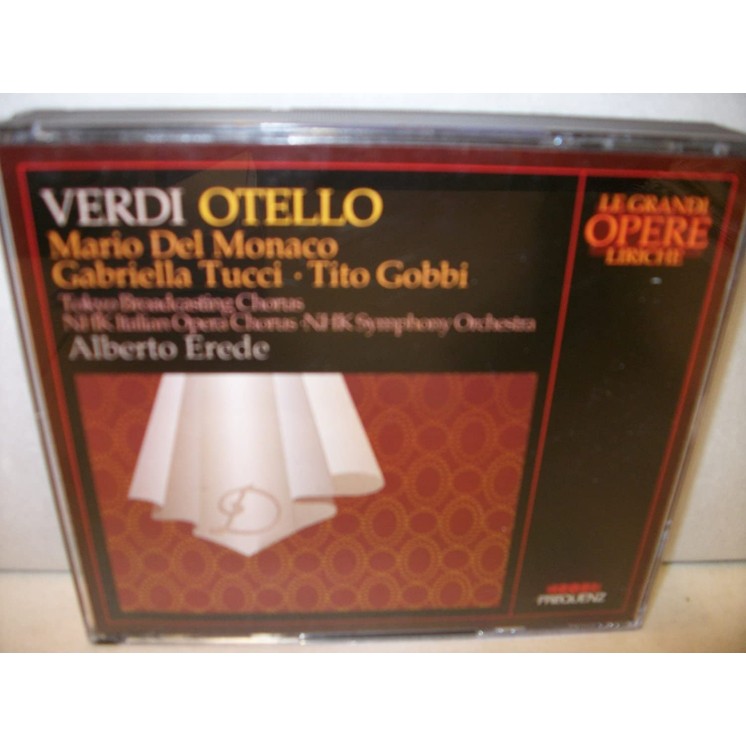 VERDI OTELLO
Mario Del Monaco
Gabriella Tucci · Tito Gobbi
Tokyo Broadcasting Chorus
NHK Italian Opera Chorus · NHK Symphony Orchestra
Alberto Erede
LE GRANDI
OPERE
LIRICHE
D
FREQUENZ